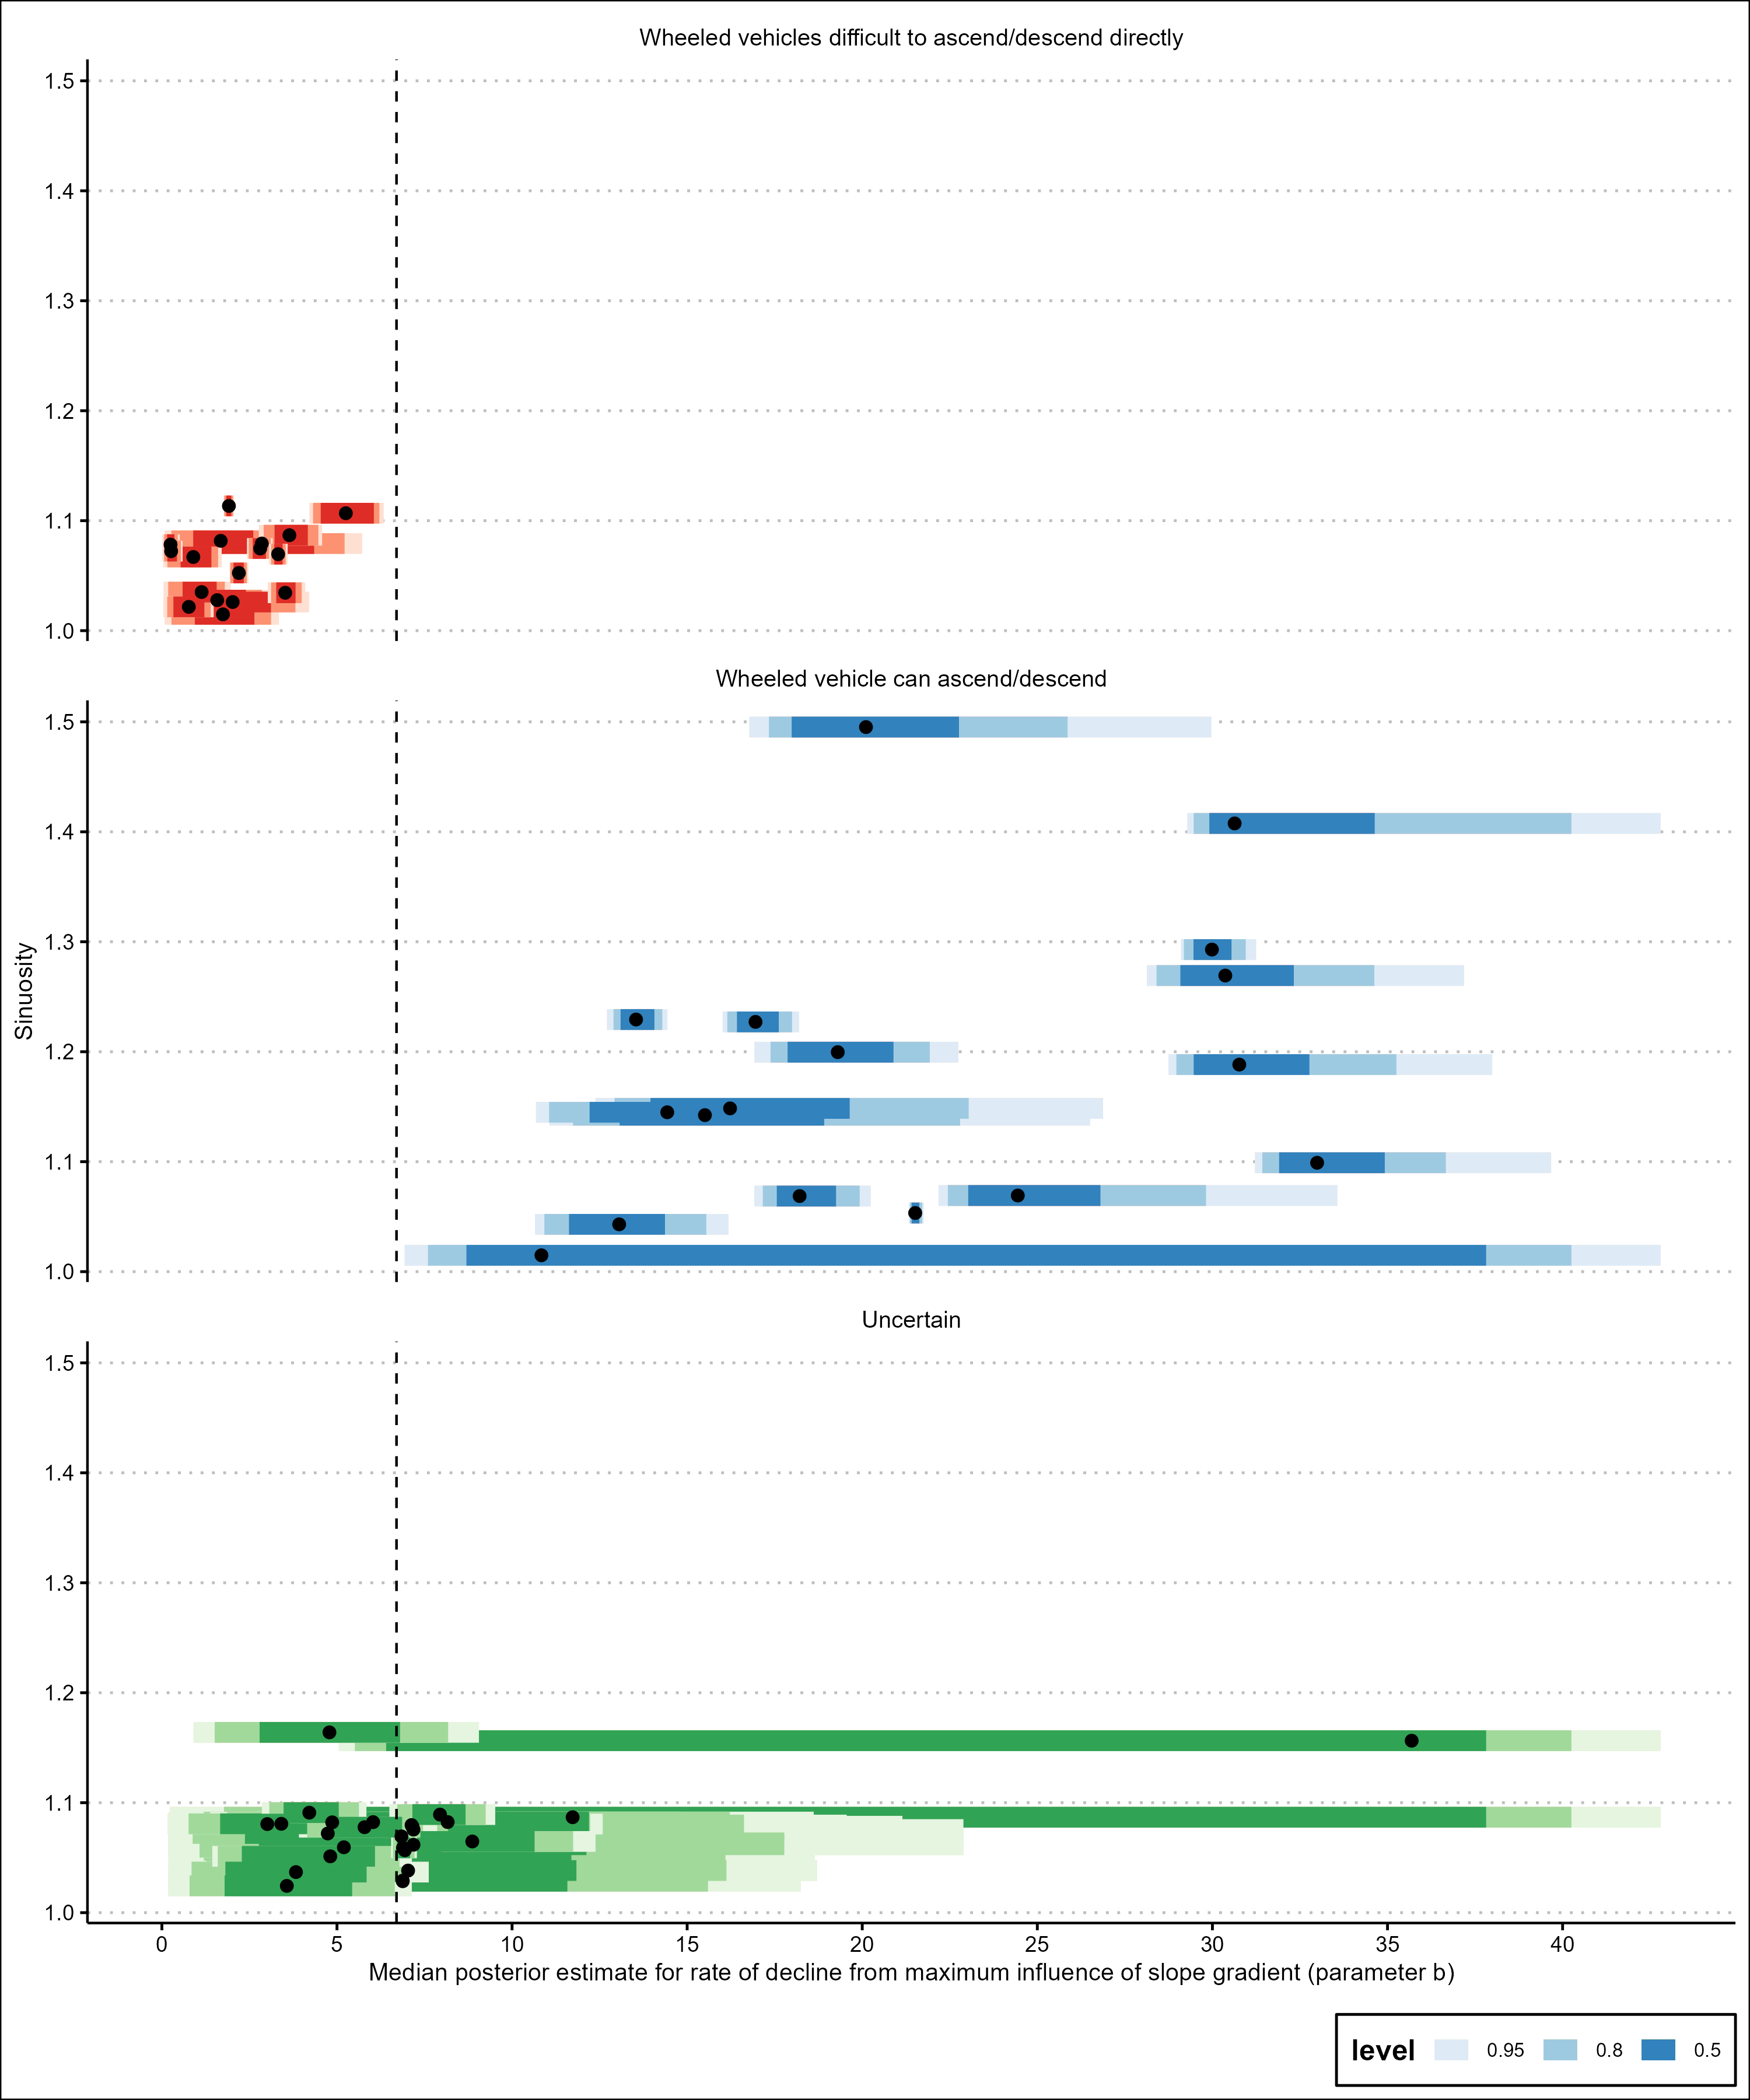 Wheeled vehicles difficult to ascend/descend directly
1.5
1.4
1.3
1.2
1.1
1.0
Wheeled vehicle can ascend/descend
1.5
1.4
1.3
1.2
1.1
1.0
Sinuosity
Uncertain
1.5
1.4
1.3
1.2
1.1
1.0
0 5 10 15 20 25 30 35 40
Median posterior estimate for rate of decline from maximum influence of slope gradient (parameter b)
level 0.95 0.8 0.5